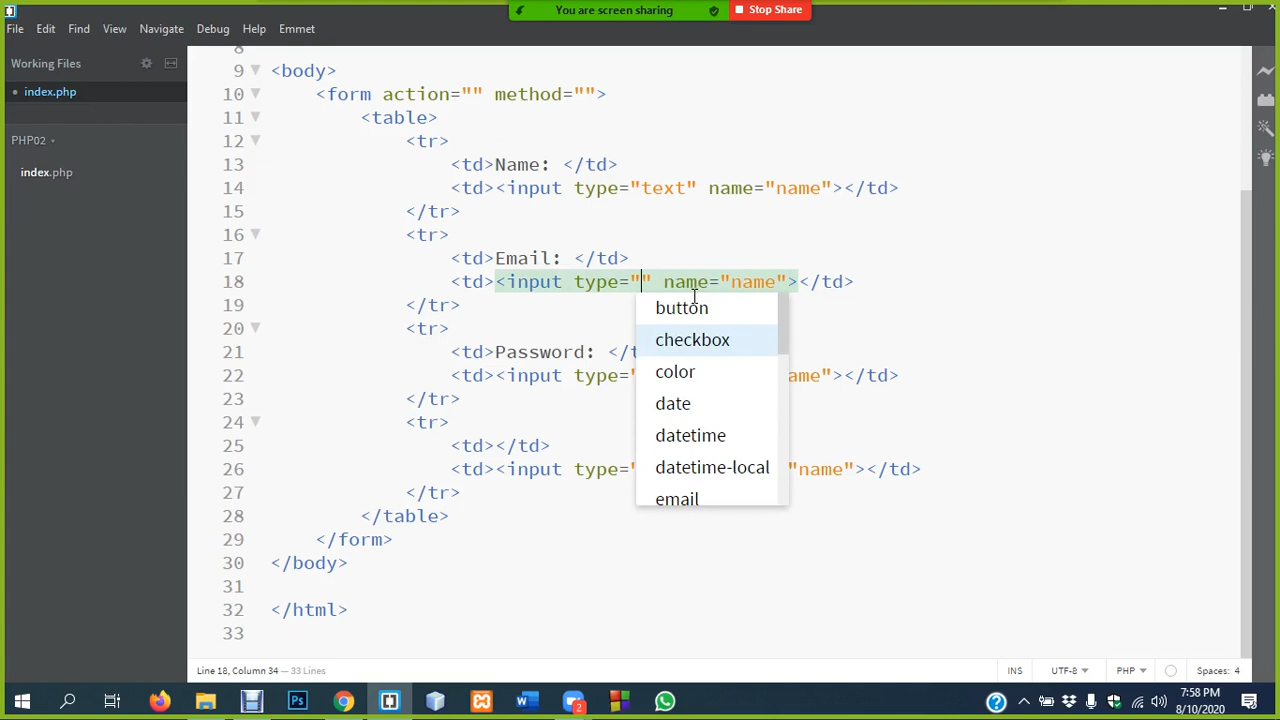 You are screen sharing
Stop Share
File Edit Find View Navigate Debug Help Emmet
Working Files
index.php
PHP02
index.php
8
9 <body>
10 <form action="" method="">
11 <table>
12 <tr>
13 <td>Name: </td>
14 <td><input type="text" name="name"></td>
15 </tr>
16 <tr>
17 <td>Email: </td>
18 <td><input type="" name="name"></td>
19 </tr>
20 <tr>
21 <td>Password: </t
22 <td><input type=" ame"></td>
23 </tr>
24 <tr>
25 <td></td>
26 <td><input type=" "name"></td>
27 </tr>
28 </table>
29 </form>
30 </body>
31
32 </html>
33
button
checkbox
color
date
datetime
datetime-local
email
Line 18, Column 34 — 33 Lines
INS UTF-8 PHP Spaces: 4
Ps
W
2
7:58 PM
8/10/2020